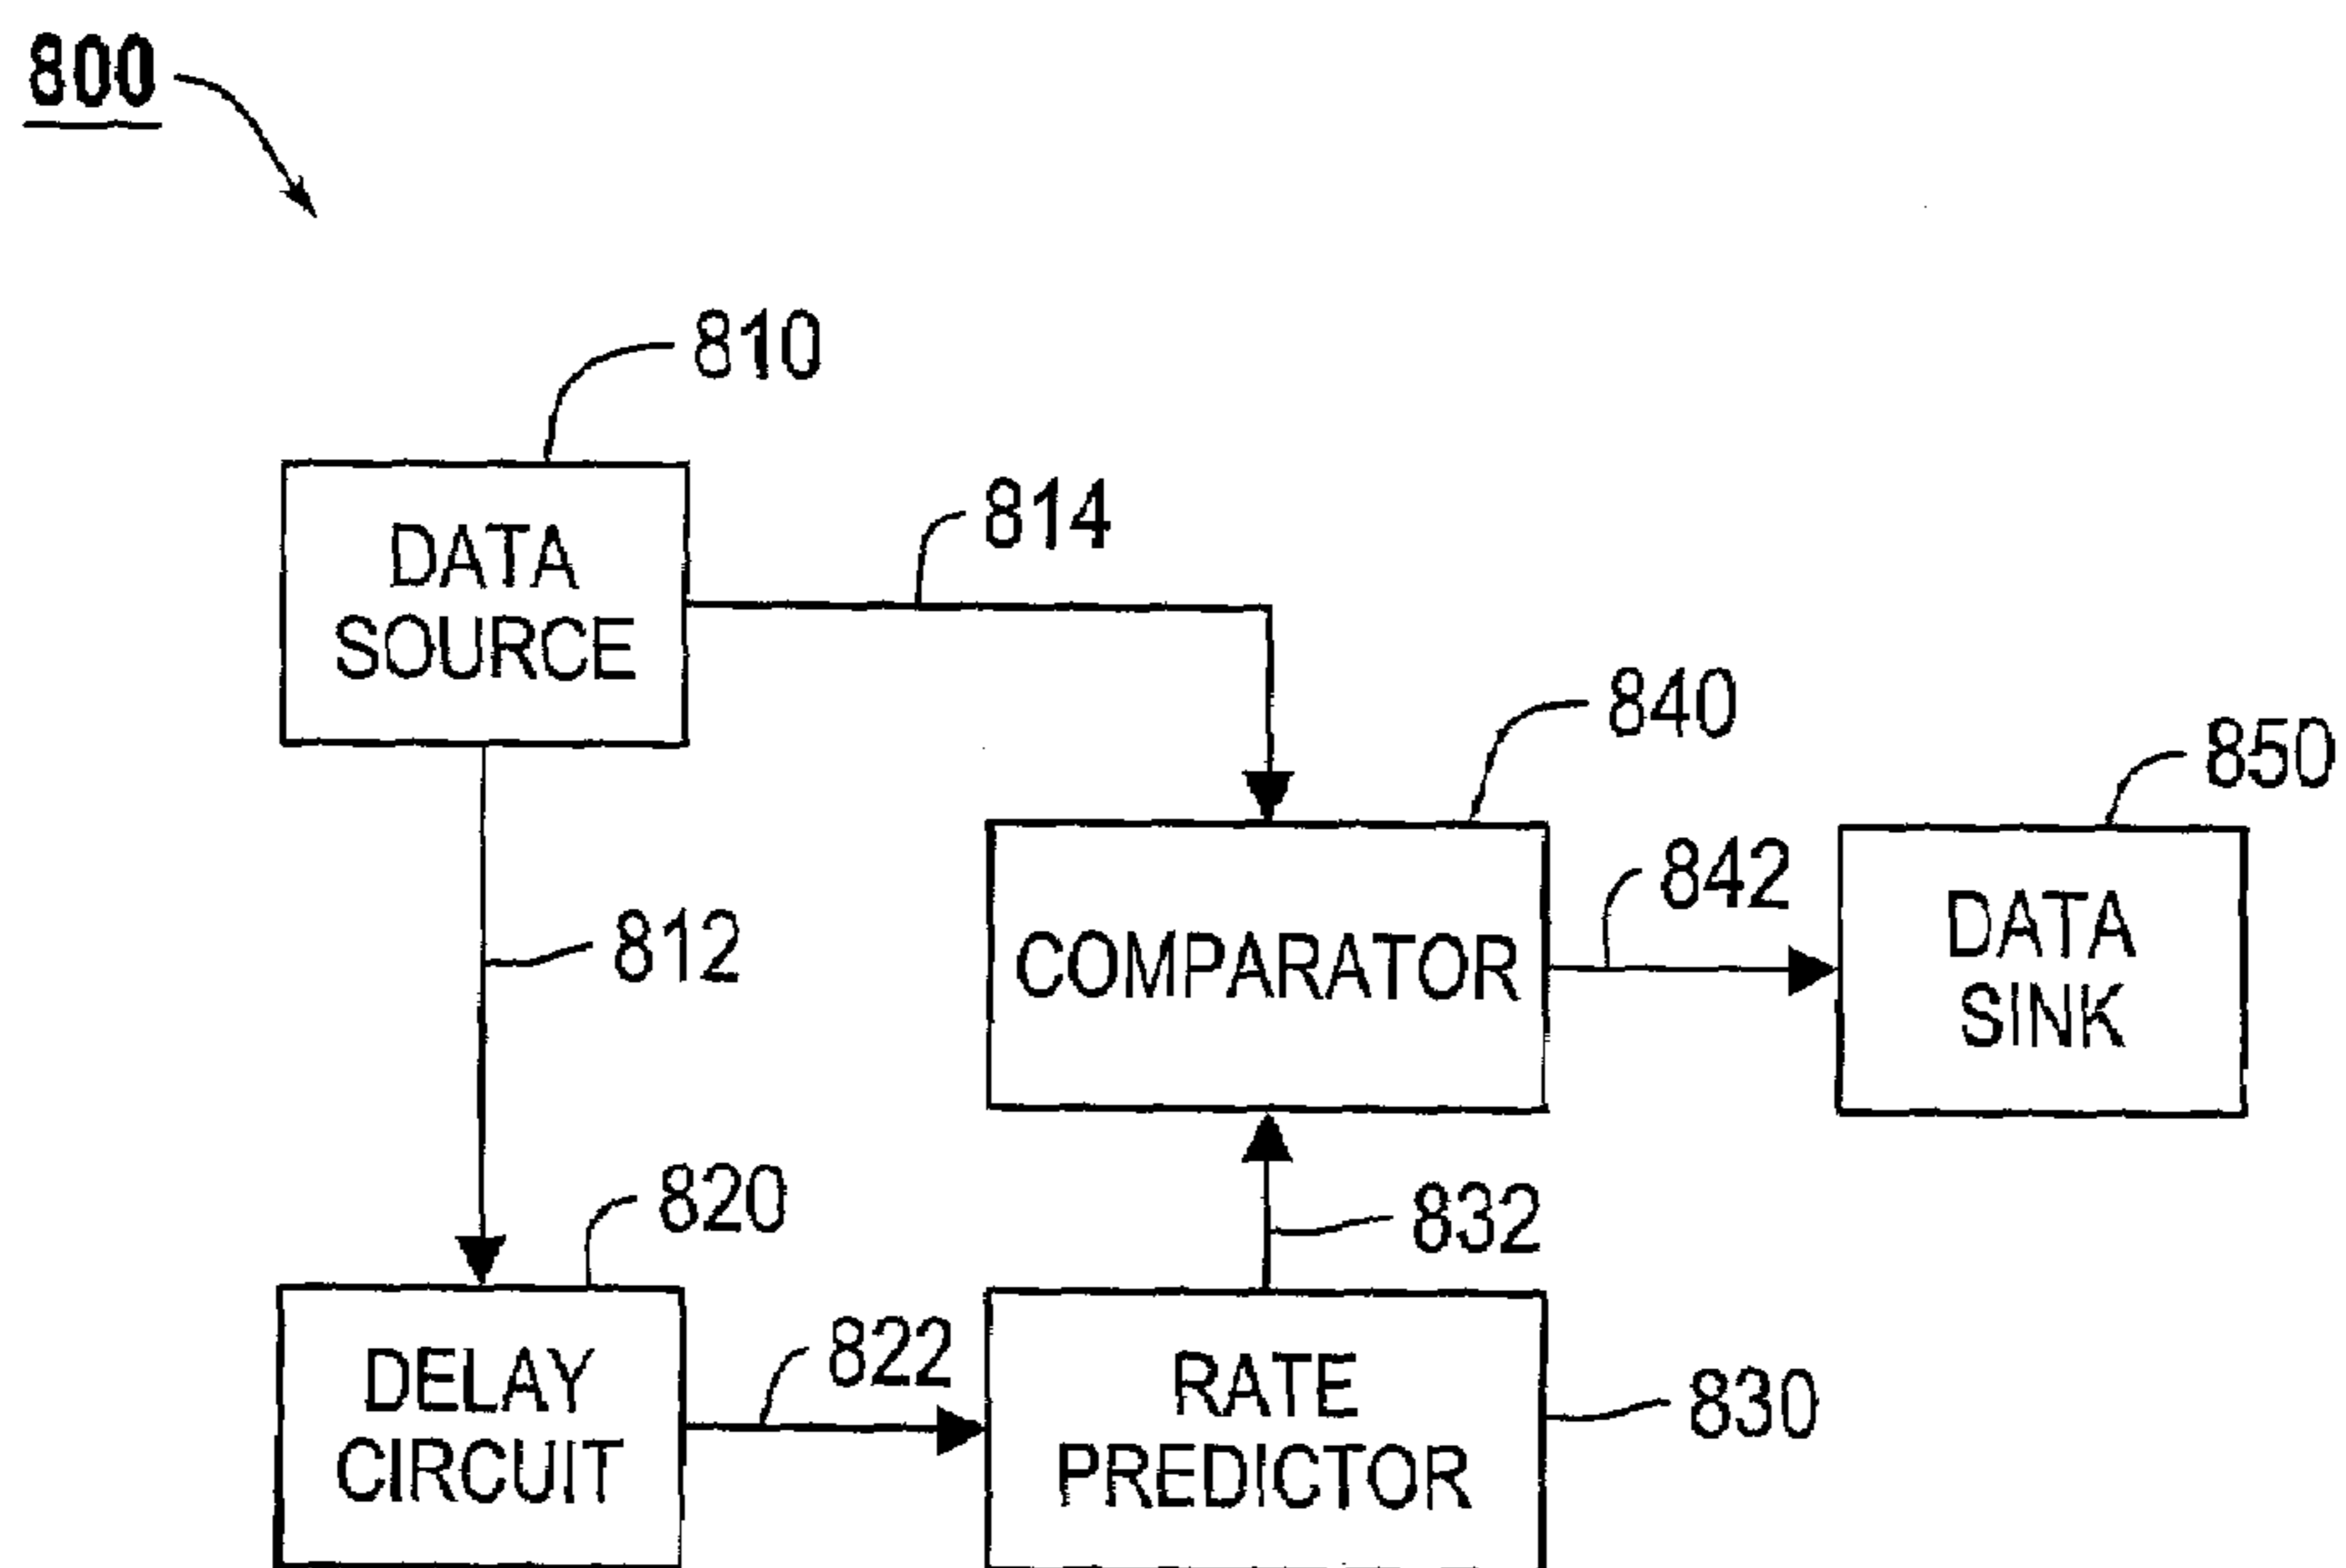 800
810
DATA
SOURCE
814
840
850
812
COMPARATOR
842
DATA
SINK
820
832
DELAY
CIRCUIT
822
RATE
PREDICTOR
830